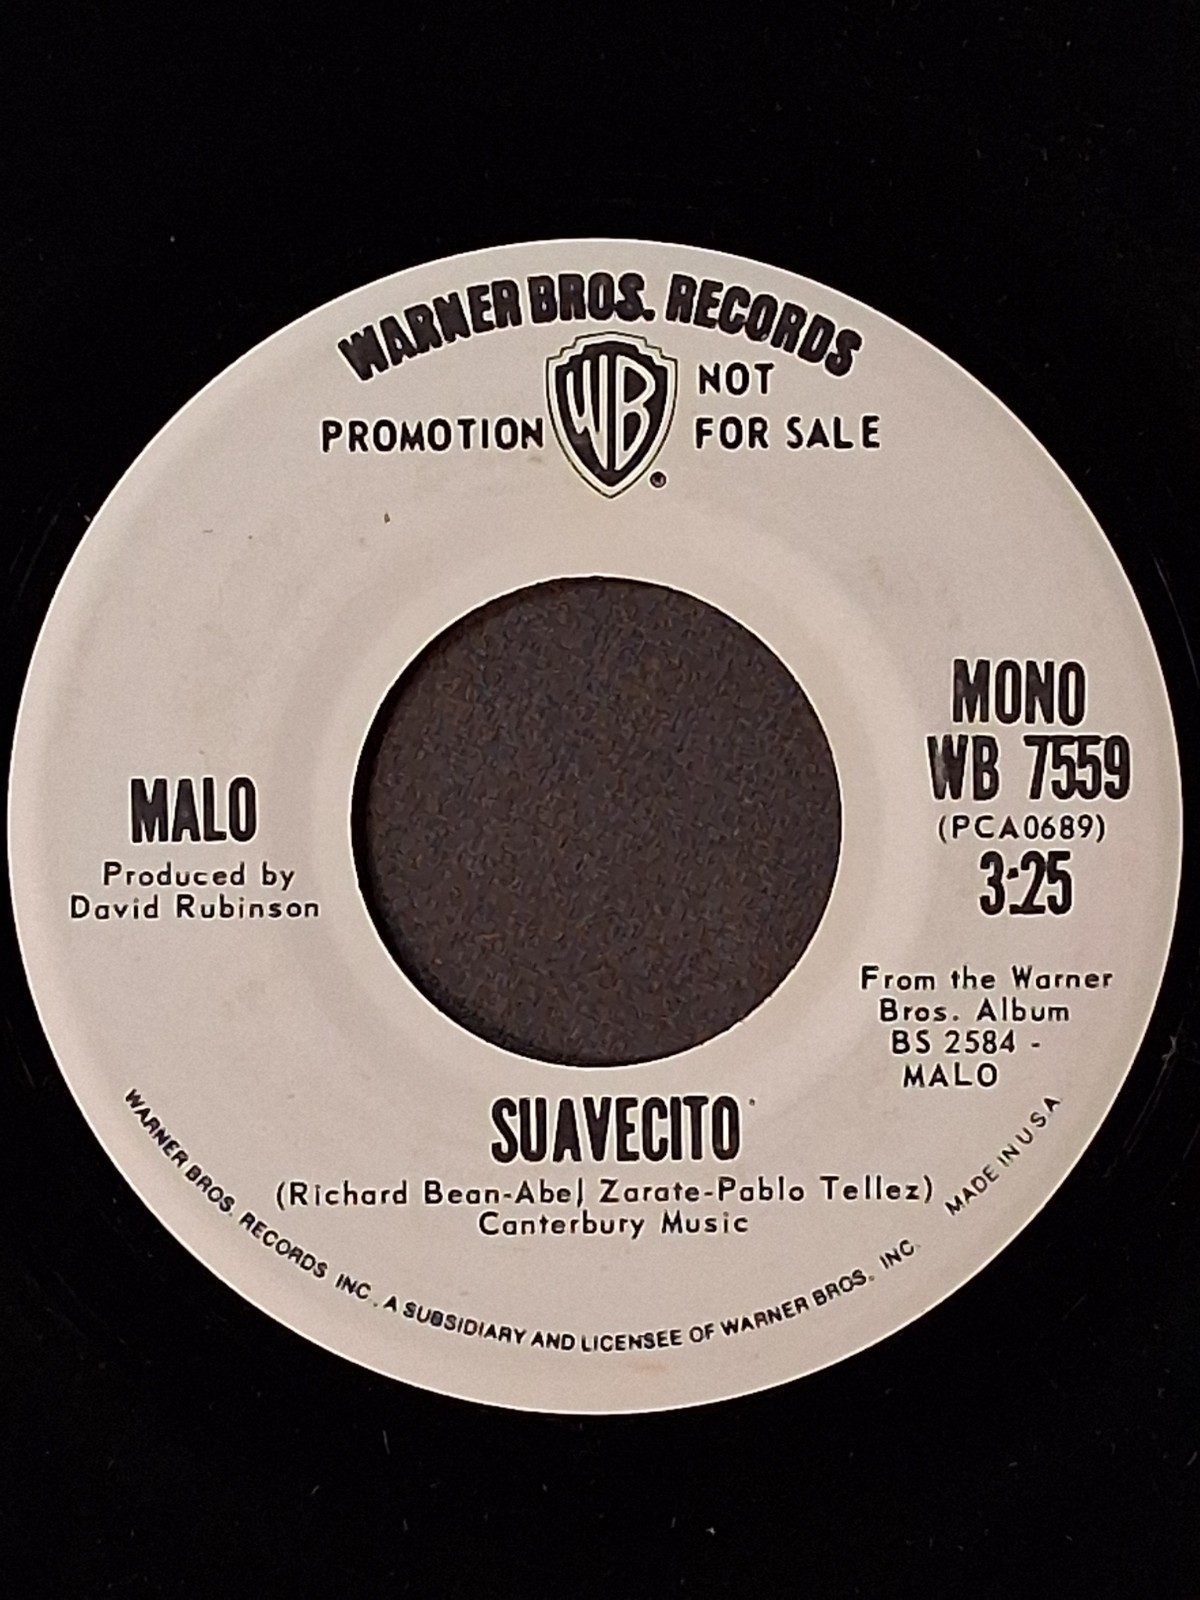 WARNER BROS. RECORDS
WB
NOT
PROMOTION FOR SALE
®
MONO
WB 7559
(PCA0689)
3:25
MALO
Produced by
David Rubinson
From the Warner
Bros. Album
BS 2584 -
MALO
SUAVECITO
(Richard Bean-Abel Zarate-Pablo Tellez)
Canterbury Music
WARNER BROS. RECORDS INC., A SUBSIDIARY AND LICENSEE OF WARNER BROS. INC.
MADE IN U.S.A.